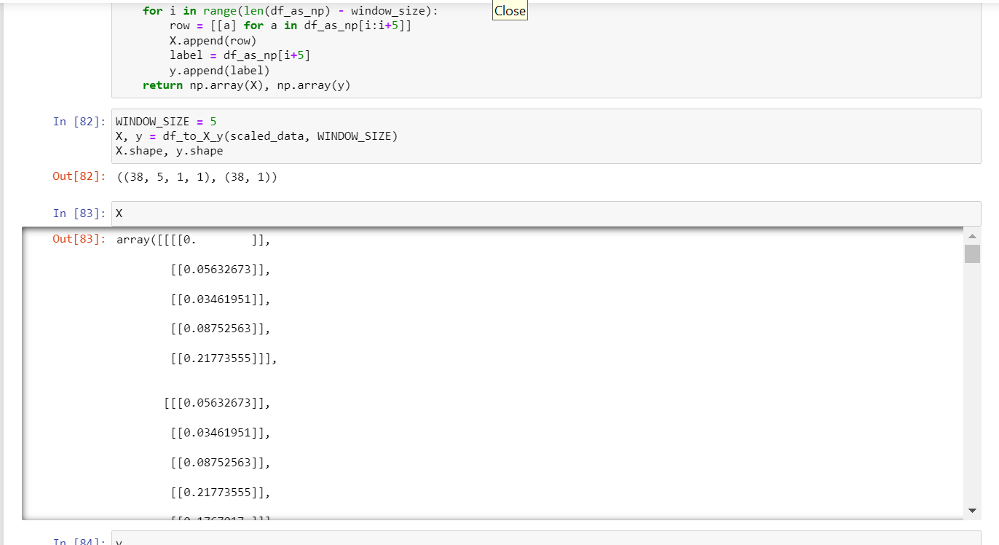 Close
for i in range(len(df_as_np) - window_size):
row = [[a] for a in df_as_np[i:i+5]]
X.append(row)
label = df_as_np[i+5]
y.append(label)
return np.array(X), np.array(y)
In [82]: WINDOW_SIZE = 5
X, y = df_to_X_y(scaled_data, WINDOW_SIZE)
X.shape, y.shape
Out[82]: ((38, 5, 1, 1), (38, 1))
In [83]: X
Out[83]: array([[[[0.        ]],
[[0.05632673]],
[[0.03461951]],
[[0.08752563]],
[[0.21773555]]],
[[[0.05632673]],
[[0.03461951]],
[[0.08752563]],
[[0.21773555]],
[[0.1767017 ]]]
In [84]: y